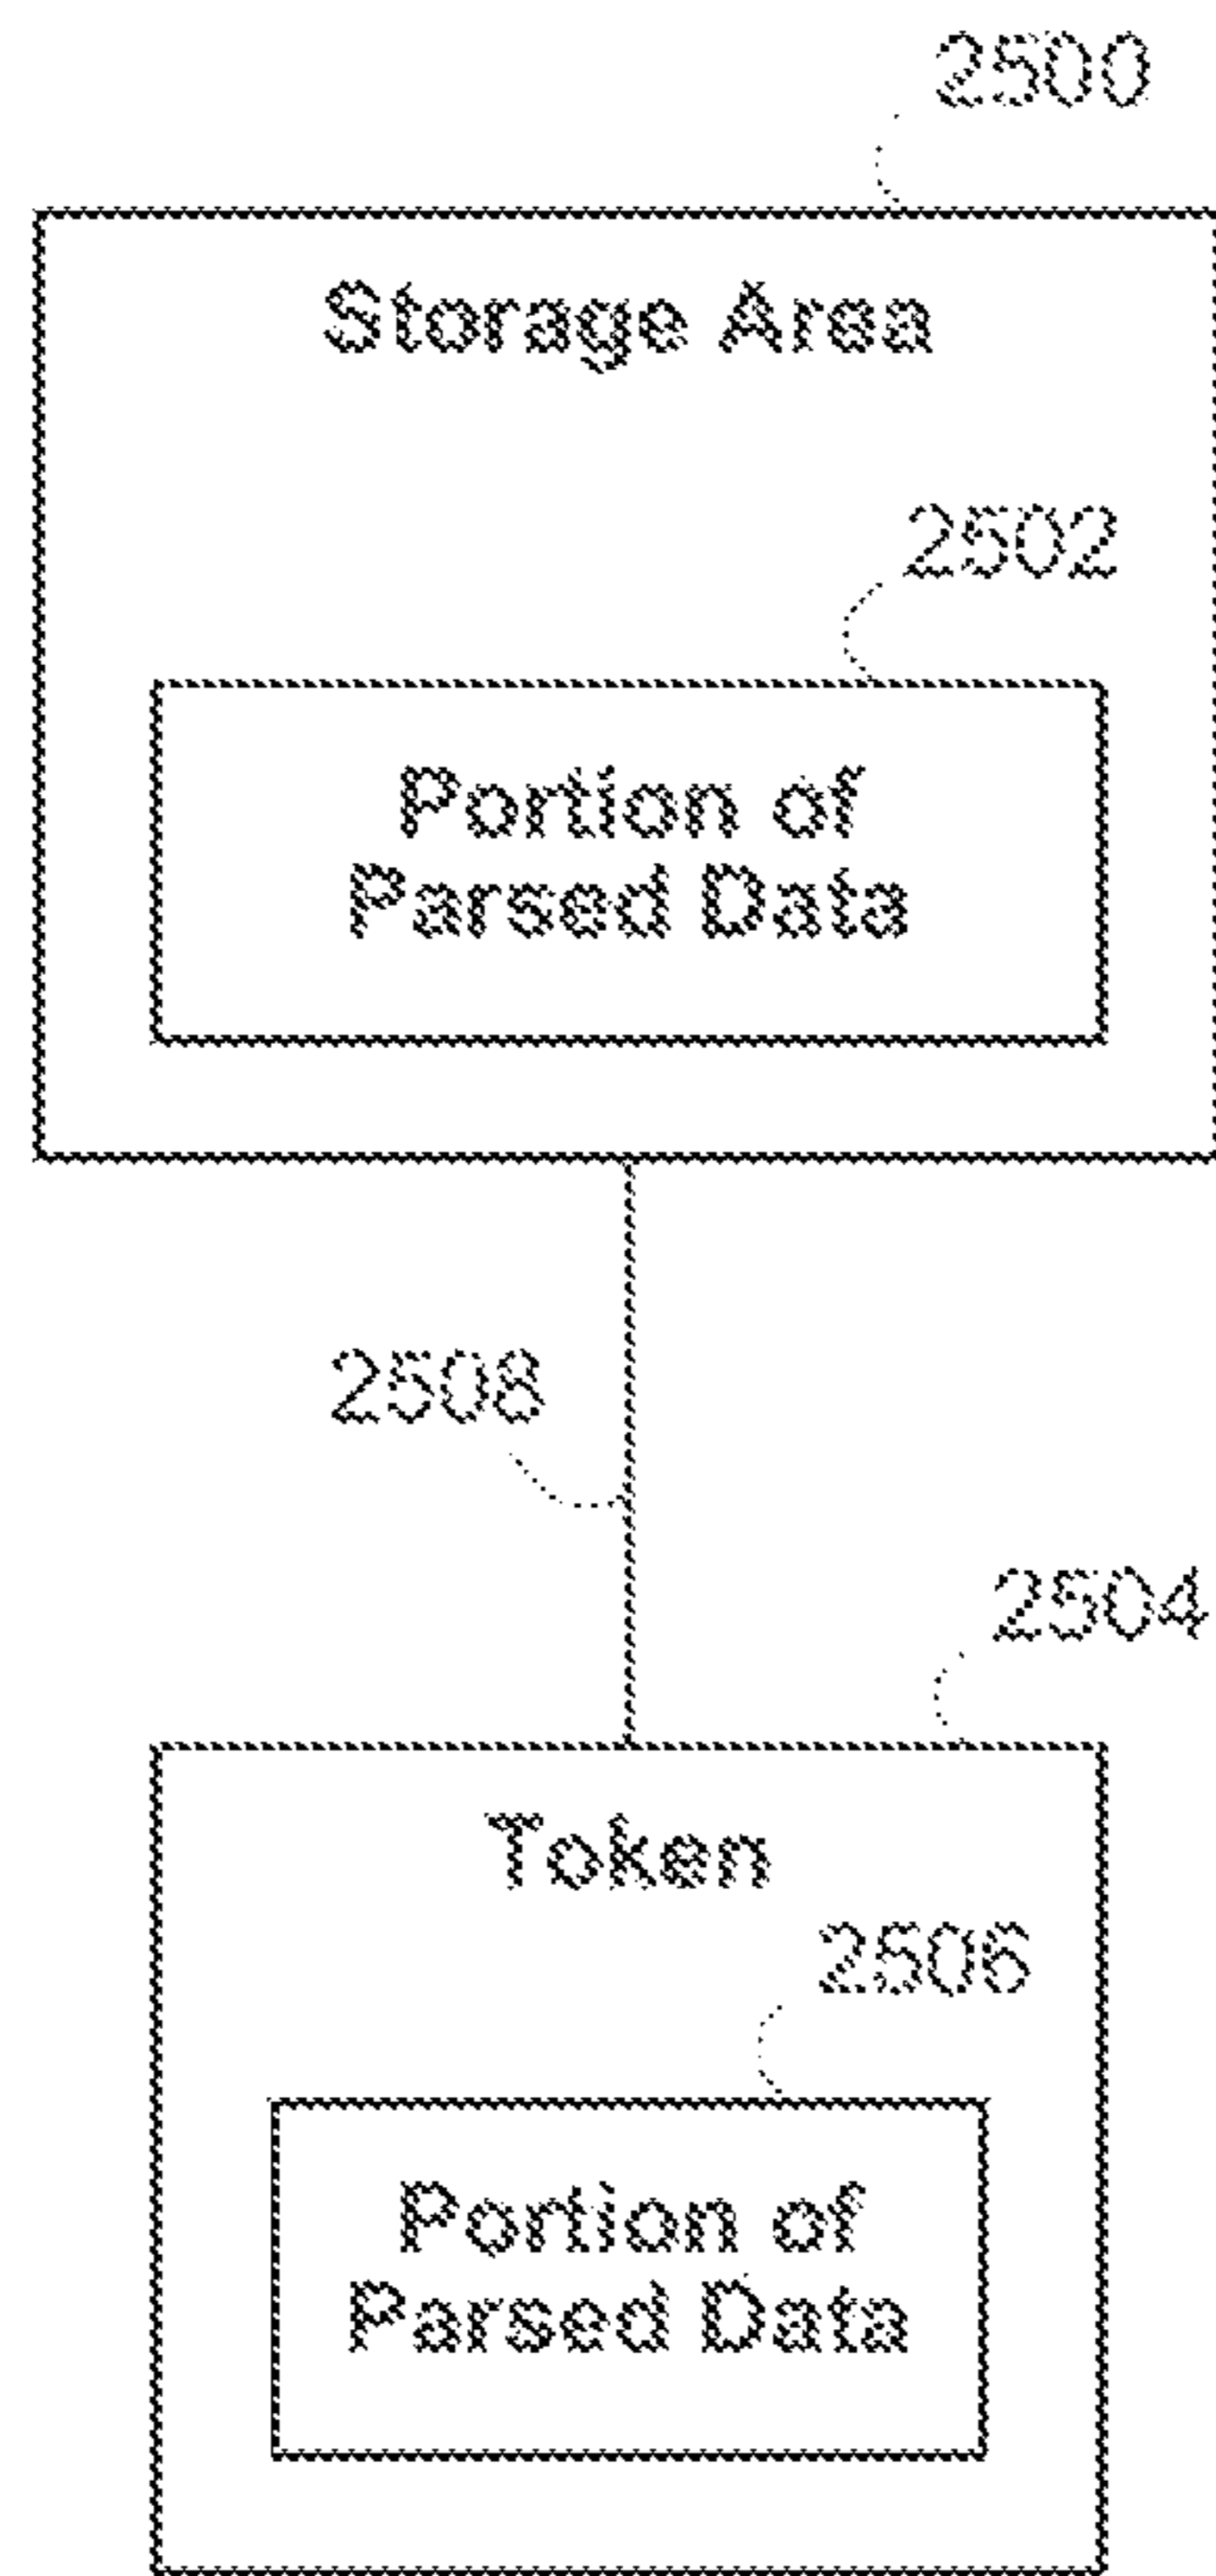 2500
Storage Area
2502
Portion of
Parsed Data
2508
2504
Token
2506
Portion of
Parsed Data